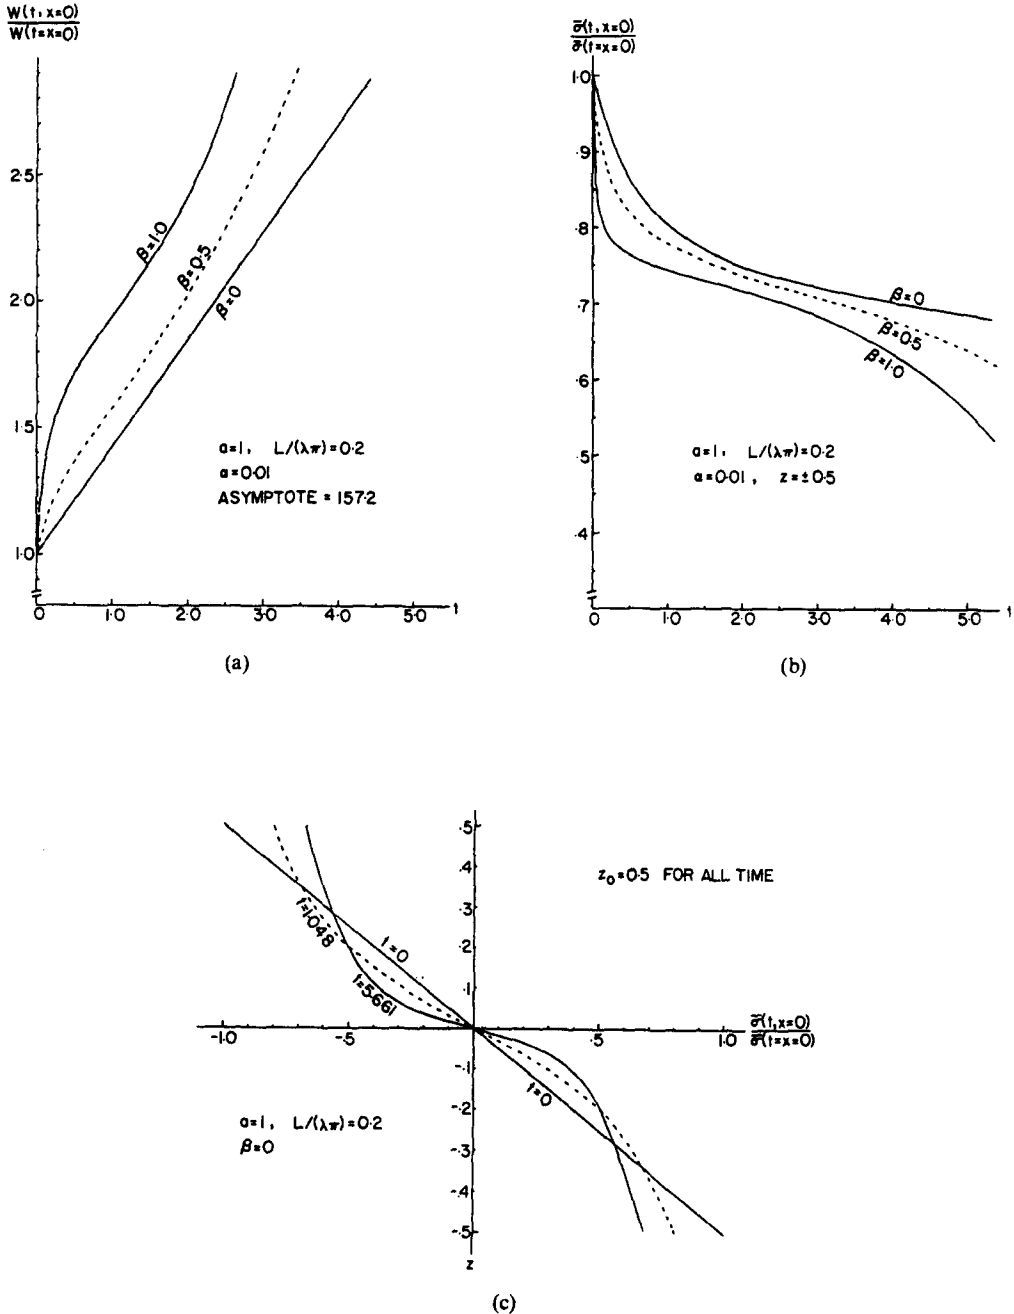 W(t, x=0)
W(t=x=0)
2·5
2·0
1·5
1·0
0
1·0
2·0
3·0
4·0
5·0
t
β=1·0
β=0·5
β=0
a=1, L/(λπ)=0·2
α=0·01
ASYMPTOTE = 157·2
(a)
σ̄(t, x=0)
σ̄(t=x=0)
1·0
·9
·8
·7
·6
·5
·4
0
1·0
2·0
3·0
4·0
5·0
t
β=0
β=0·5
β=1·0
a=1, L/(λπ)=0·2
α=0·01, z=±0·5
(b)
·5
·4
·3
·2
·1
-·1
-·2
-·3
-·4
-·5
z
-1·0
-·5
·5
1·0
σ̄(t, x=0)
σ̄(t=x=0)
z₀=0·5 FOR ALL TIME
t=1·048
t=0
t=5·661
t=0
a=1, L/(λπ)=0·2
β=0
(c)